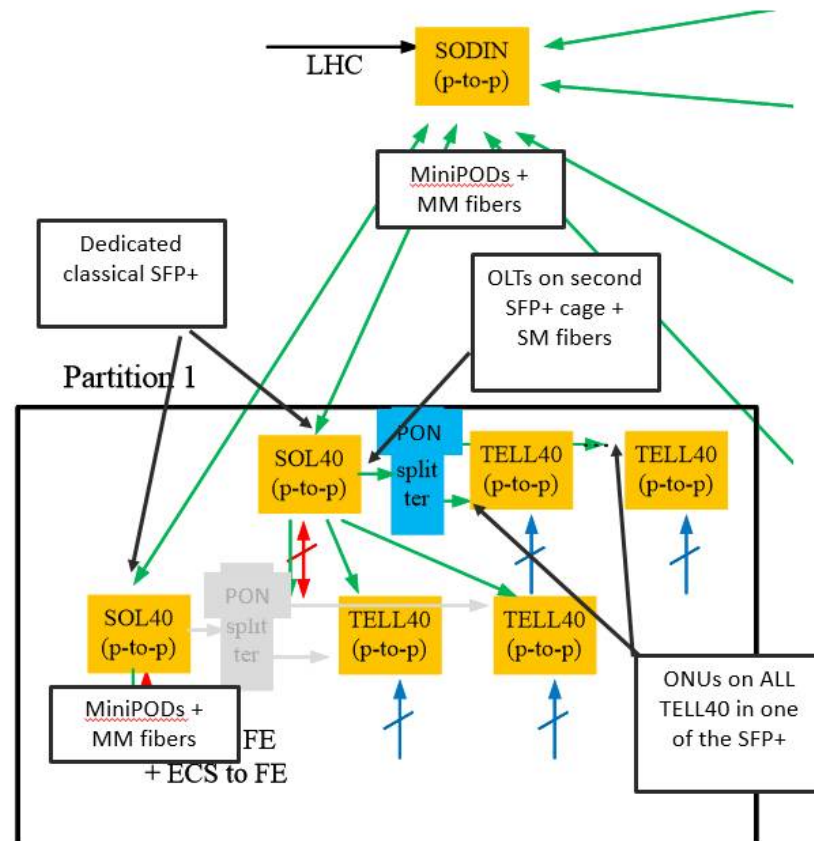 SODIN
(p-to-p)
LHC
MiniPODs +
MM fibers
Dedicated
classical SFP+
OLTs on second
SFP+ cage +
SM fibers
Partition 1
SOL40
(p-to-p)
PON
split
ter
TELL40
(p-to-p)
TELL40
(p-to-p)
SOL40
(p-to-p)
PON
split
ter
TELL40
(p-to-p)
TELL40
(p-to-p)
MiniPODs +
MM fibers
FE
+ ECS to FE
ONUs on ALL
TELL40 in one
of the SFP+